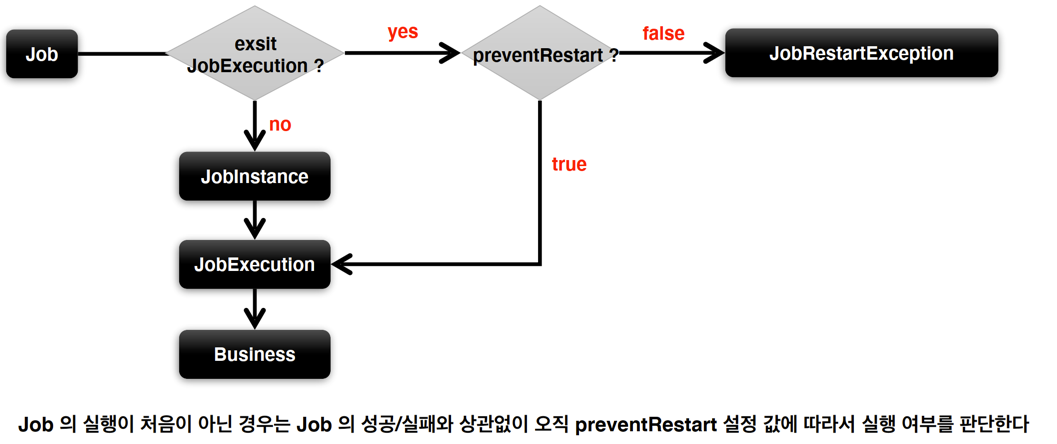 Job
exsit
JobExecution ?
yes
preventRestart ?
false
JobRestartException
no
true
JobInstance
JobExecution
Business
Job 의 실행이 처음이 아닌 경우는 Job 의 성공/실패와 상관없이 오직 preventRestart 설정 값에 따라서 실행 여부를 판단한다